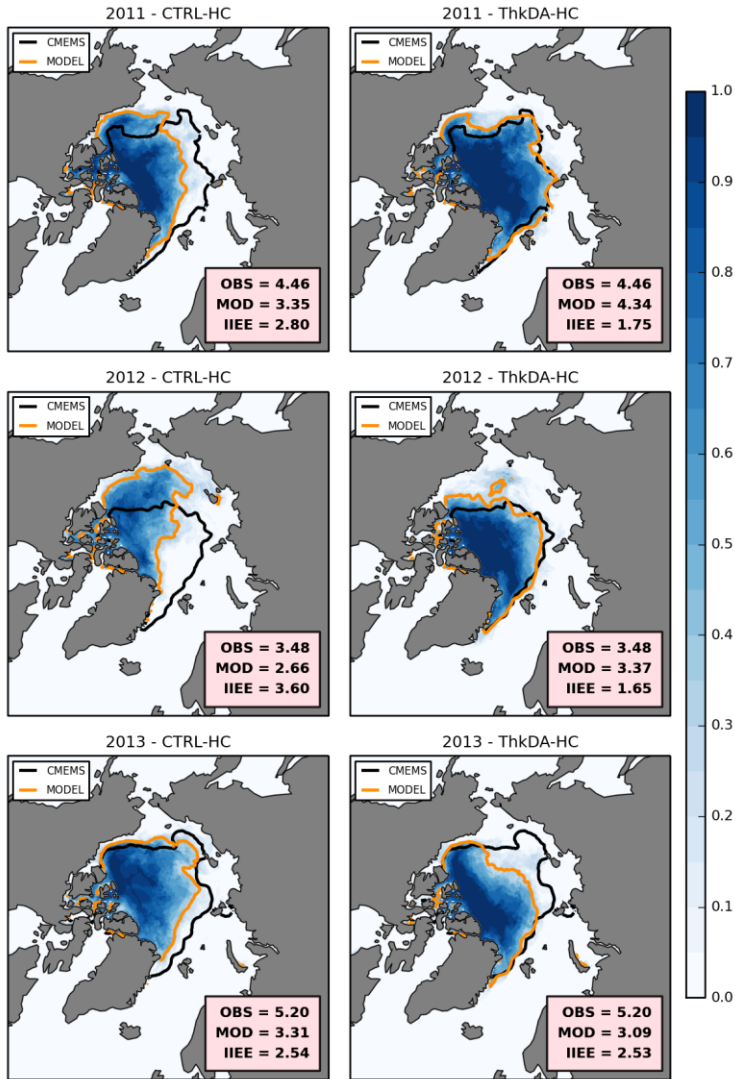 2011 - CTRL-HC
CMEMS
MODEL
OBS = 4.46
MOD = 3.35
IIEE = 2.80
2011 - ThkDA-HC
CMEMS
MODEL
OBS = 4.46
MOD = 4.34
IIEE = 1.75
2012 - CTRL-HC
CMEMS
MODEL
OBS = 3.48
MOD = 2.66
IIEE = 3.60
2012 - ThkDA-HC
CMEMS
MODEL
OBS = 3.48
MOD = 3.37
IIEE = 1.65
2013 - CTRL-HC
CMEMS
MODEL
OBS = 5.20
MOD = 3.31
IIEE = 2.54
2013 - ThkDA-HC
CMEMS
MODEL
OBS = 5.20
MOD = 3.09
IIEE = 2.53
1.0
0.9
0.8
0.7
0.6
0.5
0.4
0.3
0.2
0.1
0.0